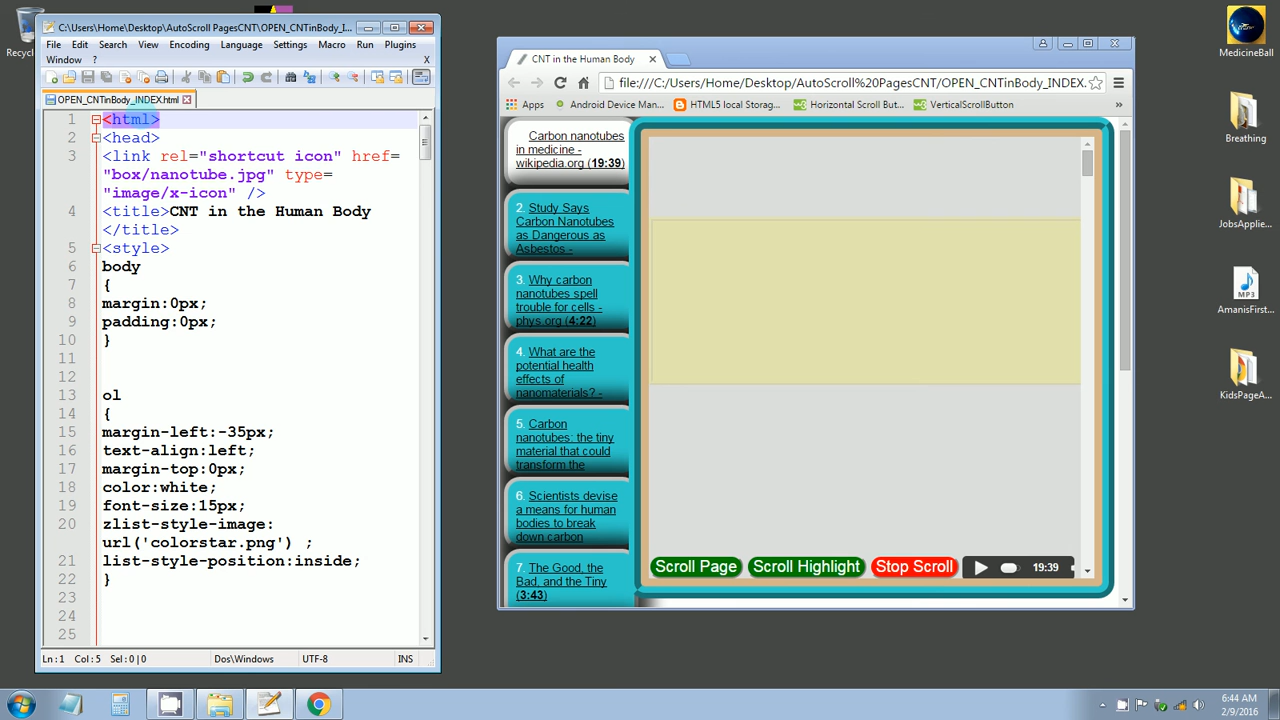 Recycl
C:\Users\Home\Desktop\AutoScroll PagesCNT\OPEN_CNTinBody_I...
File Edit Search View Encoding Language Settings Macro Run Plugins
Window ? X
OPEN_CNTinBody_INDEX.html
1 <html>
2 <head>
3 <link rel="shortcut icon" href=
"box/nanotube.jpg" type=
"image/x-icon" />
4 <title>CNT in the Human Body
</title>
5 <style>
6 body
7 {
8 margin:0px;
9 padding:0px;
10 }
11
12
13 ol
14 {
15 margin-left:-35px;
16 text-align:left;
17 margin-top:0px;
18 color:white;
19 font-size:15px;
20 zlist-style-image:
url('colorstar.png') ;
21 list-style-position:inside;
22 }
23
24
25
Ln:1 Col:5 Sel:0|0 Dos\Windows UTF-8 INS
CNT in the Human Body
file:///C:/Users/Home/Desktop/AutoScroll%20PagesCNT/OPEN_CNTinBody_INDEX.
Apps Android Device Man... HTML5 local Storag... Horizontal Scroll But... VerticalScrollButton »
Carbon nanotubes
in medicine -
wikipedia.org (19:39)
2. Study Says
Carbon Nanotubes
as Dangerous as
Asbestos -
3. Why carbon
nanotubes spell
trouble for cells -
phys.org (4:22)
4. What are the
potential health
effects of
nanomaterials? -
5. Carbon
nanotubes: the tiny
material that could
transform the
6. Scientists devise
a means for human
bodies to break
down carbon
7. The Good, the
Bad, and the Tiny
(3:43)
Scroll Page Scroll Highlight Stop Scroll 19:39
MedicineBall
Breathing
JobsApplie...
MP3
AmanisFirst...
KidsPageA...
6:44 AM
2/9/2016